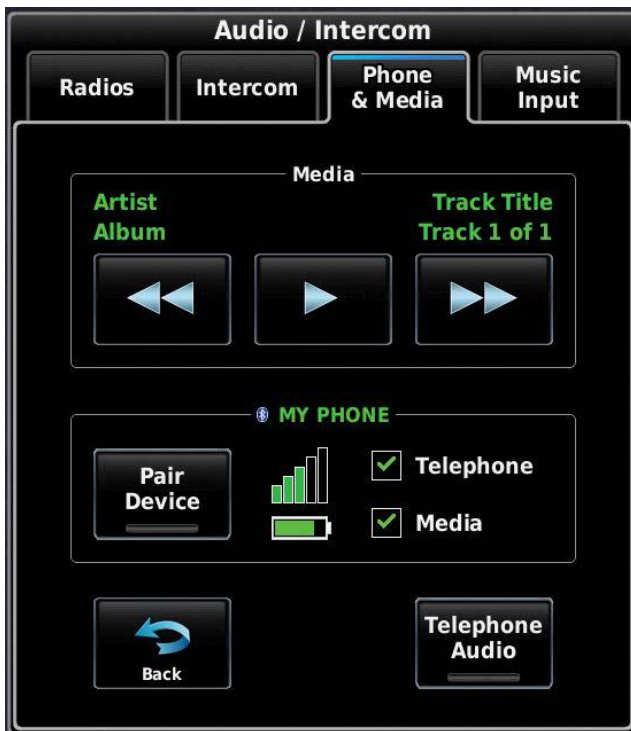 Audio / Intercom
Radios
Intercom
Phone
& Media
Music
Input
Media
Artist
Track Title
Album
Track 1 of 1
MY PHONE
Pair
Device
Telephone
Media
Back
Telephone
Audio